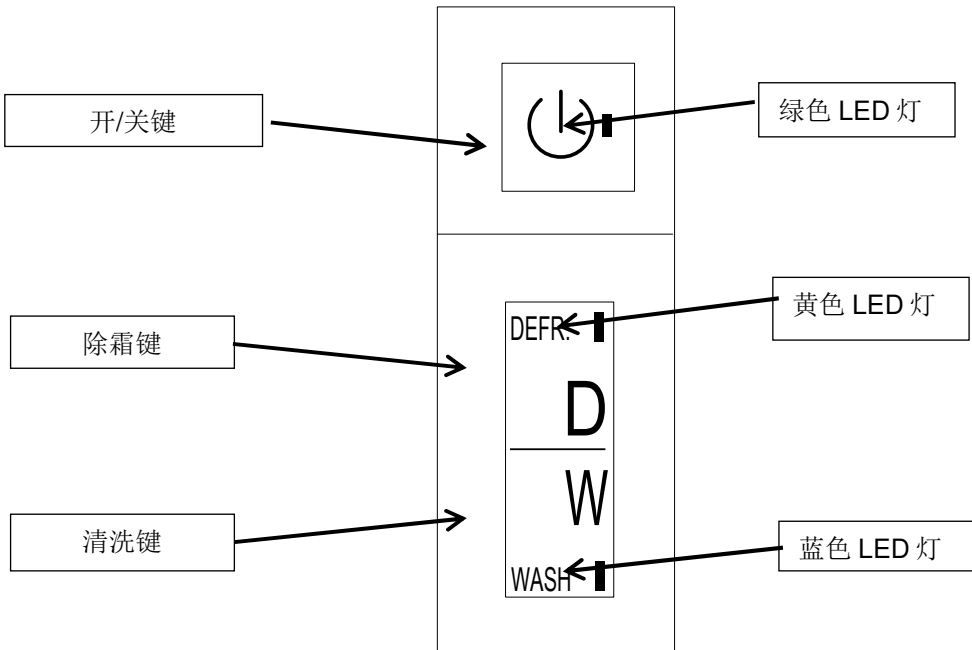 开/关键
绿色 LED 灯
黄色 LED 灯
DEFR.
除霜键
D
W
清洗键
蓝色 LED 灯
WASH